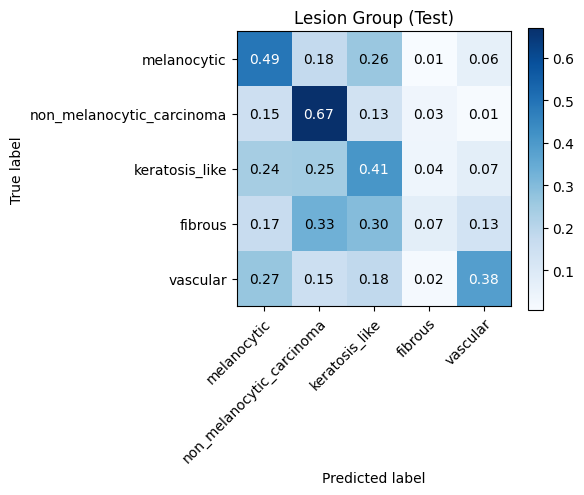 Lesion Group (Test)
True label
melanocytic 0.49 0.18 0.26 0.01 0.06
non_melanocytic_carcinoma 0.15 0.67 0.13 0.03 0.01
keratosis_like 0.24 0.25 0.41 0.04 0.07
fibrous 0.17 0.33 0.30 0.07 0.13
vascular 0.27 0.15 0.18 0.02 0.38
melanocytic
non_melanocytic_carcinoma
keratosis_like
fibrous
vascular
Predicted label
0.6
0.5
0.4
0.3
0.2
0.1